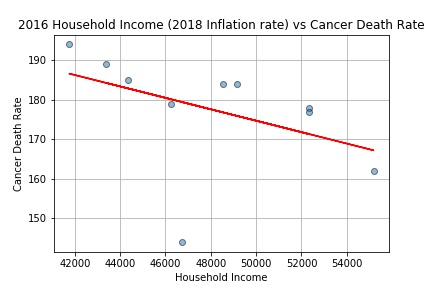 2016 Household Income (2018 Inflation rate) vs Cancer Death Rate
190
180
170
160
150
Cancer Death Rate
42000 44000 46000 48000 50000 52000 54000
Household Income